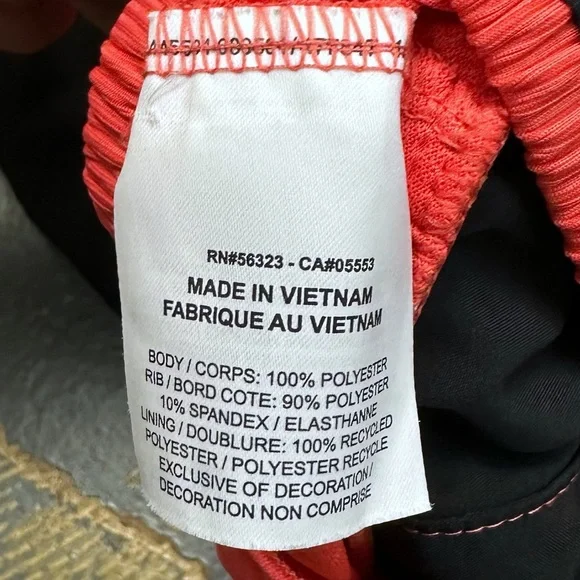 RN#56323 - CA#05553
MADE IN VIETNAM
FABRIQUE AU VIETNAM
BODY / CORPS: 100% POLYESTER
RIB / BORD COTE: 90% POLYESTER
10% SPANDEX / ELASTHANNE
LINING / DOUBLURE: 100% RECYCLED
POLYESTER / POLYESTER RECYCLE
EXCLUSIVE OF DECORATION /
DECORATION NON COMPRISE